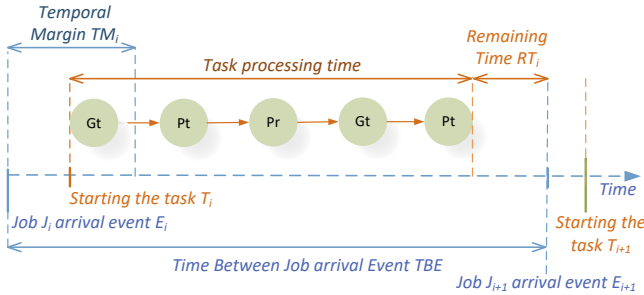 Temporal
Margin TMi
Remaining
Time RTi
Task processing time
Gt
Pt
Pr
Gt
Pt
Time
Starting the task Ti
Job Ji arrival event Ei
Starting the
task Ti+1
Time Between Job arrival Event TBE
Job Ji+1 arrival event Ei+1